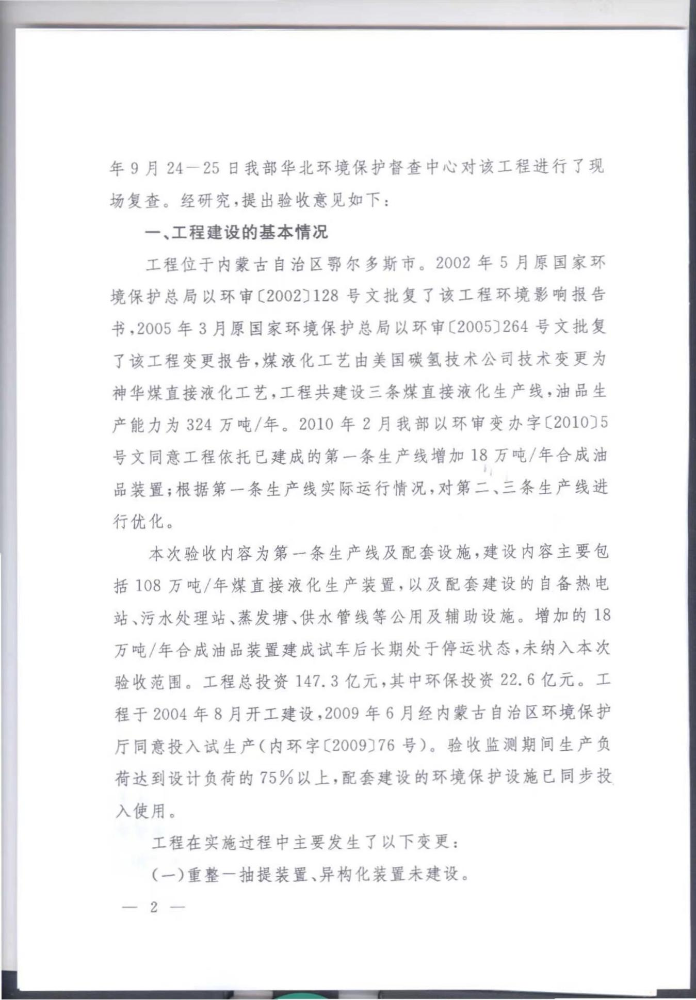 年9月24—25日我部华北环境保护督查中心对该工程进行了现
场复查。经研究,提出验收意见如下:
一、工程建设的基本情况
工程位于内蒙古自治区鄂尔多斯市。2002年5月原国家环
境保护总局以环审〔2002〕128号文批复了该工程环境影响报告
书,2005年3月原国家环境保护总局以环审〔2005〕264号文批复
了该工程变更报告,煤液化工艺由美国碳氢技术公司技术变更为
神华煤直接液化工艺,工程共建设三条煤直接液化生产线,油品生
产能力为324万吨/年。2010年2月我部以环审变办字〔2010〕5
号文同意工程依托已建成的第一条生产线增加18万吨/年合成油
品装置;根据第一条生产线实际运行情况,对第二、三条生产线进
行优化。
本次验收内容为第一条生产线及配套设施,建设内容主要包
括108万吨/年煤直接液化生产装置,以及配套建设的自备热电
站、污水处理站、蒸发塘、供水管线等公用及辅助设施。增加的18
万吨/年合成油品装置建成试车后长期处于停运状态,未纳入本次
验收范围。工程总投资147.3亿元,其中环保投资22.6亿元。工
程于2004年8月开工建设,2009年6月经内蒙古自治区环境保护
厅同意投入试生产(内环字〔2009〕76号)。验收监测期间生产负
荷达到设计负荷的75%以上,配套建设的环境保护设施已同步投
入使用。
工程在实施过程中主要发生了以下变更:
(一)重整—抽提装置、异构化装置未建设。
— 2 —